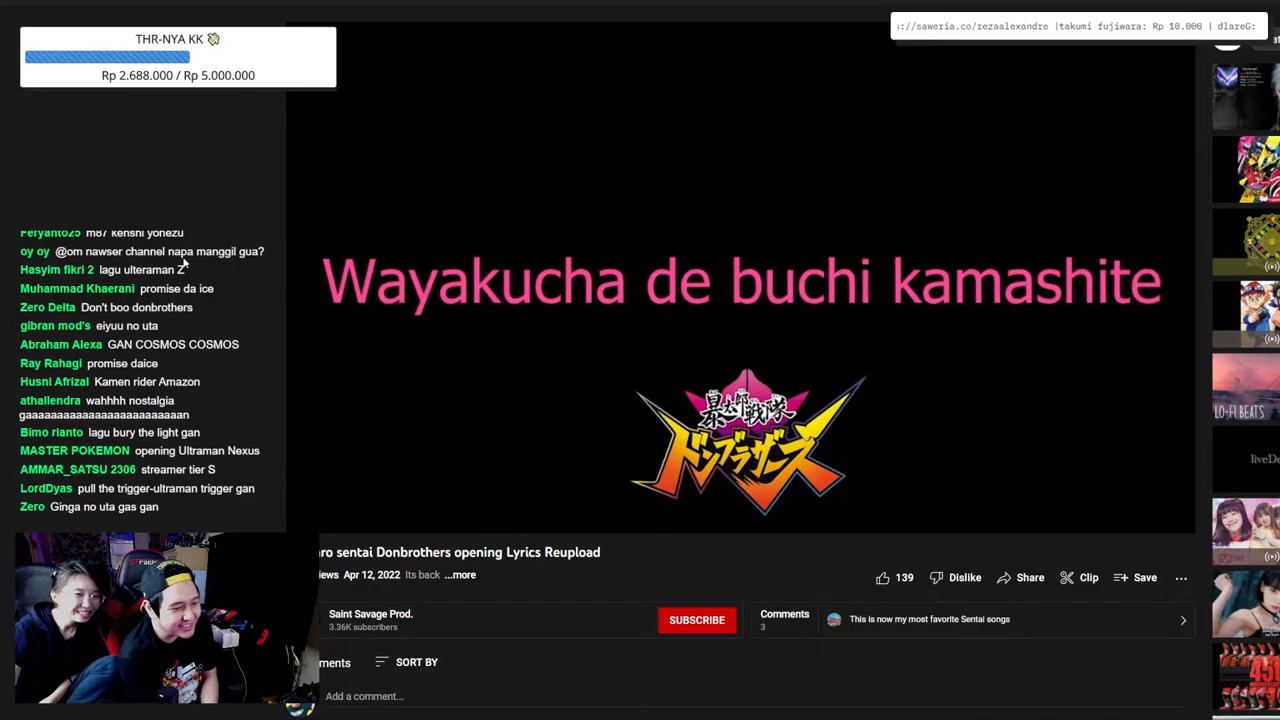 THR-NYA KK
Rp 2.688.000 / Rp 5.000.000
s://saweria.co/rezaalexandre |takumi fujiwara: Rp 10.000 | dlareG:
Feryanto25 m87 kenshi yonezu
oy oy @om nawser channel napa manggil gua?
Hasyim fikri 2 lagu ulteraman Z
Muhammad Khaerani promise da ice
Zero Delta Don't boo donbrothers
gibran mod's eiyuu no uta
Abraham Alexa GAN COSMOS COSMOS
Ray Rahagi promise daice
Husni Afrizal Kamen rider Amazon
athallendra wahhhh nostalgia
gaaaaaaaaaaaaaaaaaaaaaaaan
Bimo rianto lagu bury the light gan
MASTER POKEMON opening Ultraman Nexus
AMMAR_SATSU 2306 streamer tier S
LordDyas pull the trigger-ultraman trigger gan
Zero Ginga no uta gas gan
Wayakucha de buchi kamashite
暴太郎戦隊
ドンブラザーズ
ro sentai Donbrothers opening Lyrics Reupload
ews Apr 12, 2022 Its back ...more
139 Dislike Share Clip Save
Saint Savage Prod.
3.36K subscribers
SUBSCRIBE
Comments
3
This is now my most favorite Sentai songs
ments SORT BY
Add a comment...
LO-FI BEATS
liveDe